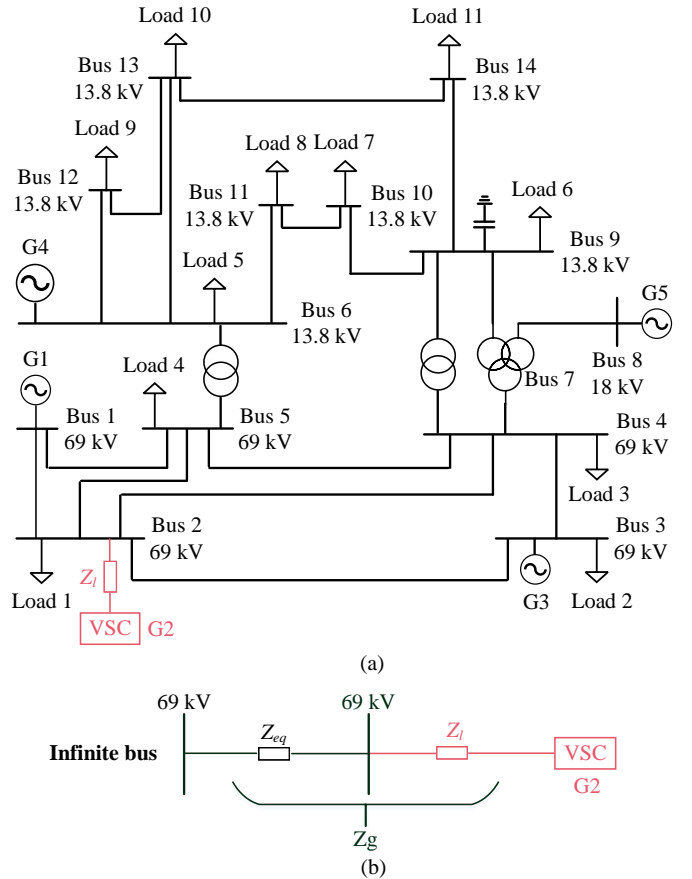 Load 10
Load 11
Bus 13
13.8 kV
Bus 14
13.8 kV
Load 9
Load 8
Load 7
Bus 12
13.8 kV
Bus 11
13.8 kV
Bus 10
13.8 kV
Load 6
Bus 9
13.8 kV
G4
Load 5
Bus 6
13.8 kV
G5
G1
Load 4
Bus 7
Bus 8
18 kV
Bus 1
69 kV
Bus 5
69 kV
Bus 4
69 kV
Load 3
Bus 2
69 kV
Bus 3
69 kV
Load 1
Zl
VSC
G2
G3
Load 2
(a)
69 kV
69 kV
Infinite bus
Zeq
Zl
VSC
G2
Zg
(b)